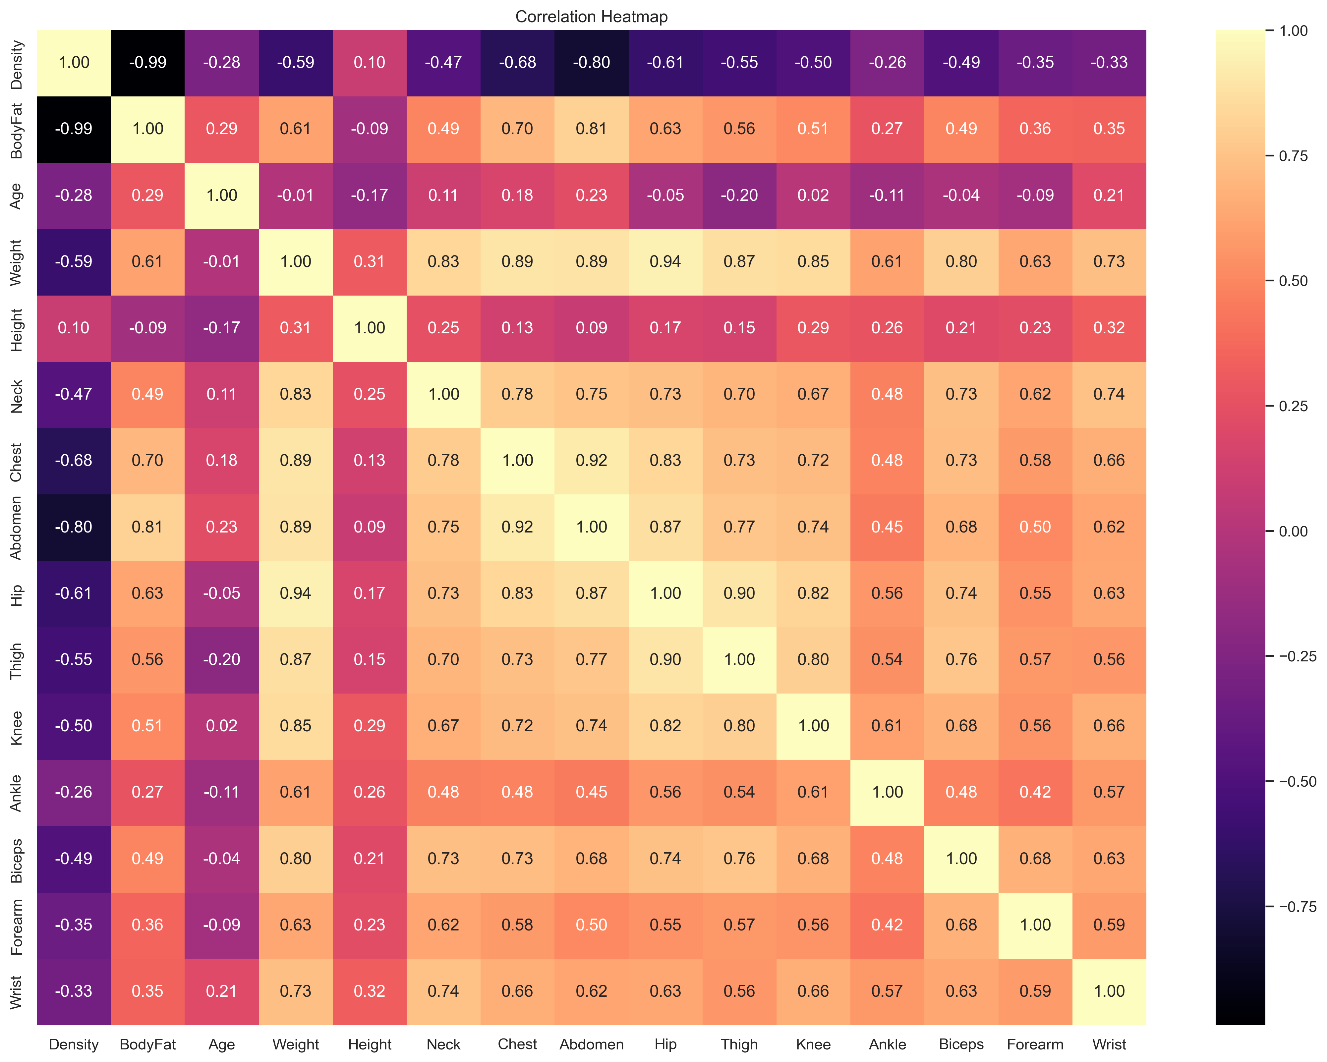 Correlation Heatmap
Density 1.00 -0.99 -0.28 -0.59 0.10 -0.47 -0.68 -0.80 -0.61 -0.55 -0.50 -0.26 -0.49 -0.35 -0.33
BodyFat -0.99 1.00 0.29 0.61 -0.09 0.49 0.70 0.81 0.63 0.56 0.51 0.27 0.49 0.36 0.35
Age -0.28 0.29 1.00 -0.01 -0.17 0.11 0.18 0.23 -0.05 -0.20 0.02 -0.11 -0.04 -0.09 0.21
Weight -0.59 0.61 -0.01 1.00 0.31 0.83 0.89 0.89 0.94 0.87 0.85 0.61 0.80 0.63 0.73
Height 0.10 -0.09 -0.17 0.31 1.00 0.25 0.13 0.09 0.17 0.15 0.29 0.26 0.21 0.23 0.32
Neck -0.47 0.49 0.11 0.83 0.25 1.00 0.78 0.75 0.73 0.70 0.67 0.48 0.73 0.62 0.74
Chest -0.68 0.70 0.18 0.89 0.13 0.78 1.00 0.92 0.83 0.73 0.72 0.48 0.73 0.58 0.66
Abdomen -0.80 0.81 0.23 0.89 0.09 0.75 0.92 1.00 0.87 0.77 0.74 0.45 0.68 0.50 0.62
Hip -0.61 0.63 -0.05 0.94 0.17 0.73 0.83 0.87 1.00 0.90 0.82 0.56 0.74 0.55 0.63
Thigh -0.55 0.56 -0.20 0.87 0.15 0.70 0.73 0.77 0.90 1.00 0.80 0.54 0.76 0.57 0.56
Knee -0.50 0.51 0.02 0.85 0.29 0.67 0.72 0.74 0.82 0.80 1.00 0.61 0.68 0.56 0.66
Ankle -0.26 0.27 -0.11 0.61 0.26 0.48 0.48 0.45 0.56 0.54 0.61 1.00 0.48 0.42 0.57
Biceps -0.49 0.49 -0.04 0.80 0.21 0.73 0.73 0.68 0.74 0.76 0.68 0.48 1.00 0.68 0.63
Forearm -0.35 0.36 -0.09 0.63 0.23 0.62 0.58 0.50 0.55 0.57 0.56 0.42 0.68 1.00 0.59
Wrist -0.33 0.35 0.21 0.73 0.32 0.74 0.66 0.62 0.63 0.56 0.66 0.57 0.63 0.59 1.00
Density BodyFat Age Weight Height Neck Chest Abdomen Hip Thigh Knee Ankle Biceps Forearm Wrist
1.00
0.75
0.50
0.25
0.00
−0.25
−0.50
−0.75